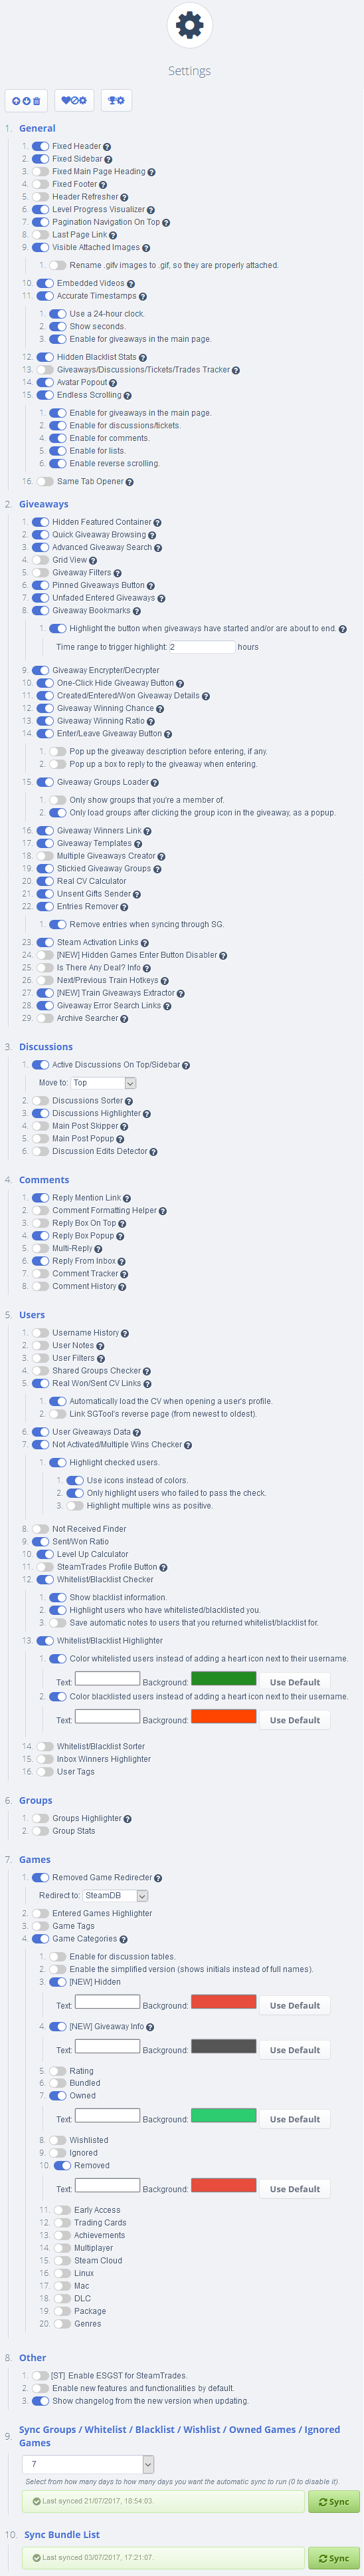 Settings
1. General
1. Fixed Header
2. Fixed Sidebar
3. Fixed Main Page Heading
4. Fixed Footer
5. Header Refresher
6. Level Progress Visualizer
7. Pagination Navigation On Top
8. Last Page Link
9. Visible Attached Images
1. Rename .gifv images to .gif, so they are properly attached.
10. Embedded Videos
11. Accurate Timestamps
1. Use a 24-hour clock.
2. Show seconds.
3. Enable for giveaways in the main page.
12. Hidden Blacklist Stats
13. Giveaways/Discussions/Tickets/Trades Tracker
14. Avatar Popout
15. Endless Scrolling
1. Enable for giveaways in the main page.
2. Enable for discussions/tickets.
4. Enable for comments.
5. Enable for lists.
6. Enable reverse scrolling.
16. Same Tab Opener
2. Giveaways
1. Hidden Featured Container
2. Quick Giveaway Browsing
3. Advanced Giveaway Search
4. Grid View
5. Giveaway Filters
6. Pinned Giveaways Button
7. Unfaded Entered Giveaways
8. Giveaway Bookmarks
1. Highlight the button when giveaways have started and/or are about to end.
Time range to trigger highlight: 2 hours
9. Giveaway Encrypter/Decrypter
10. One-Click Hide Giveaway Button
11. Created/Entered/Won Giveaway Details
12. Giveaway Winning Chance
13. Giveaway Winning Ratio
14. Enter/Leave Giveaway Button
1. Pop up the giveaway description before entering, if any.
2. Pop up a box to reply to the giveaway when entering.
15. Giveaway Groups Loader
1. Only show groups that you're a member of.
2. Only load groups after clicking the group icon in the giveaway, as a popup.
16. Giveaway Winners Link
17. Giveaway Templates
18. Multiple Giveaways Creator
19. Stickied Giveaway Groups
20. Real CV Calculator
21. Unsent Gifts Sender
22. Entries Remover
1. Remove entries when syncing through SG.
23. Steam Activation Links
24. [NEW] Hidden Games Enter Button Disabler
25. Is There Any Deal? Info
26. Next/Previous Train Hotkeys
27. [NEW] Train Giveaways Extractor
28. Giveaway Error Search Links
29. Archive Searcher
3. Discussions
1. Active Discussions On Top/Sidebar
Move to: Top
2. Discussions Sorter
3. Discussions Highlighter
4. Main Post Skipper
5. Main Post Popup
6. Discussion Edits Detector
4. Comments
1. Reply Mention Link
2. Comment Formatting Helper
3. Reply Box On Top
4. Reply Box Popup
5. Multi-Reply
6. Reply From Inbox
7. Comment Tracker
8. Comment History
5. Users
1. Username History
2. User Notes
3. User Filters
4. Shared Groups Checker
5. Real Won/Sent CV Links
1. Automatically load the CV when opening a user's profile.
2. Link SGTool's reverse page (from newest to oldest).
6. User Giveaways Data
7. Not Activated/Multiple Wins Checker
1. Highlight checked users.
1. Use icons instead of colors.
2. Only highlight users who failed to pass the check.
3. Highlight multiple wins as positive.
8. Not Received Finder
9. Sent/Won Ratio
10. Level Up Calculator
11. SteamTrades Profile Button
12. Whitelist/Blacklist Checker
1. Show blacklist information.
2. Highlight users who have whitelisted/blacklisted you.
3. Save automatic notes to users that you returned whitelist/blacklist for.
13. Whitelist/Blacklist Highlighter
1. Color whitelisted users instead of adding a heart icon next to their username.
Text: Background: Use Default
2. Color blacklisted users instead of adding a heart icon next to their username.
Text: Background: Use Default
14. Whitelist/Blacklist Sorter
15. Inbox Winners Highlighter
16. User Tags
6. Groups
1. Groups Highlighter
2. Group Stats
7. Games
1. Removed Game Redirecter
Redirect to: SteamDB
2. Entered Games Highlighter
3. Game Tags
4. Game Categories
1. Enable for discussion tables.
2. Enable the simplified version (shows initials instead of full names).
3. [NEW] Hidden
Text: Background: Use Default
4. [NEW] Giveaway Info
Text: Background: Use Default
5. Rating
6. Bundled
7. Owned
Text: Background: Use Default
8. Wishlisted
9. Ignored
10. Removed
Text: Background: Use Default
11. Early Access
12. Trading Cards
13. Achievements
14. Multiplayer
15. Steam Cloud
16. Linux
17. Mac
18. DLC
19. Package
20. Genres
8. Other
1. [ST] Enable ESGST for SteamTrades.
2. Enable new features and functionalities by default.
3. Show changelog from the new version when updating.
9. Sync Groups / Whitelist / Blacklist / Wishlist / Owned Games / Ignored
Games
7
Select from how many days to how many days you want the automatic sync to run (0 to disable it).
Last synced 21/07/2017, 18:54:03. Sync
10. Sync Bundle List
Last synced 03/07/2017, 17:21:07. Sync